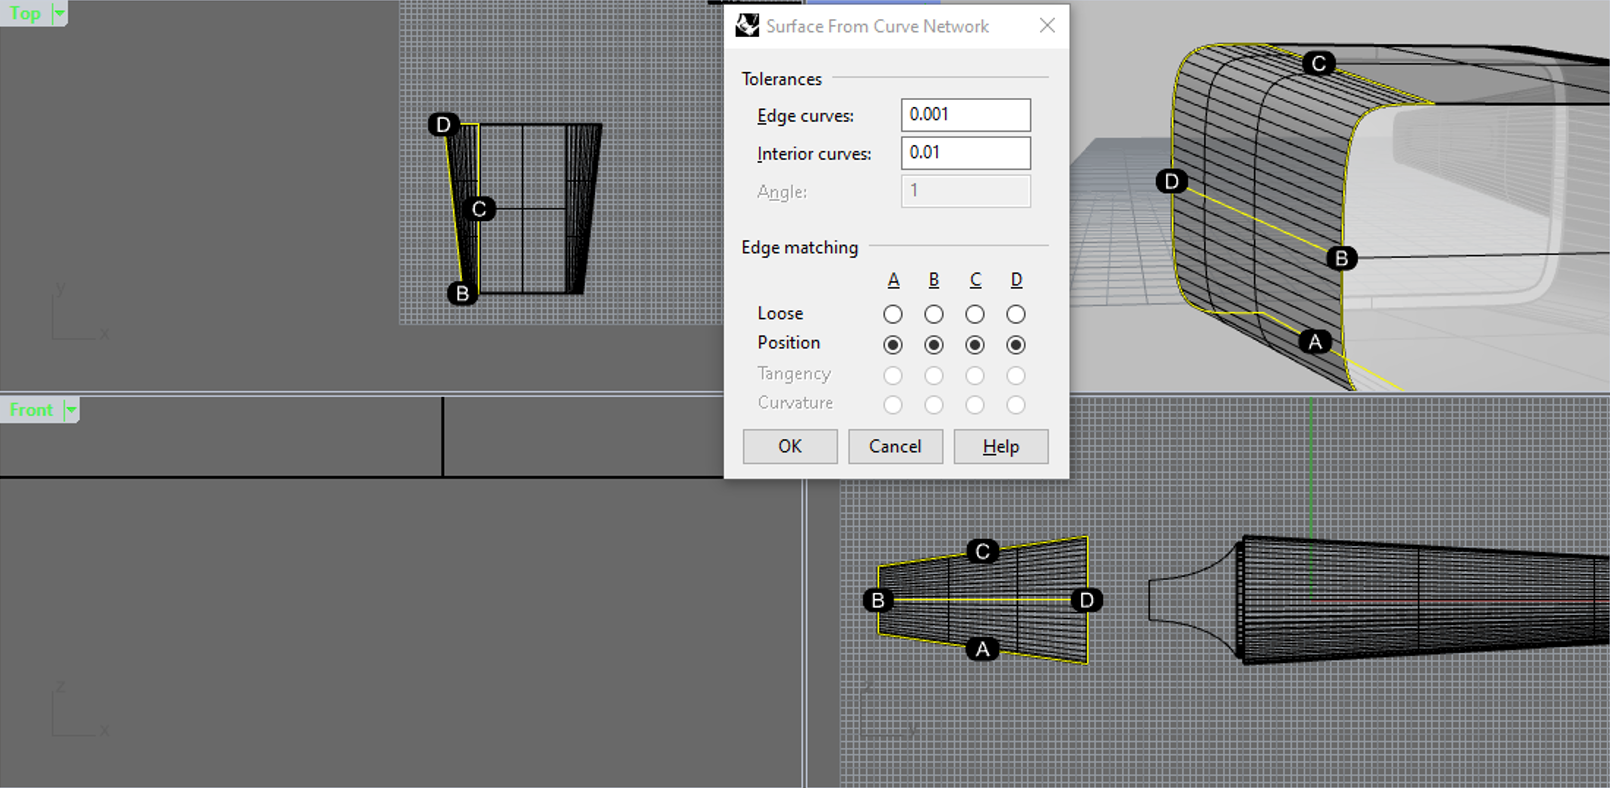 Top
Surface From Curve Network
Tolerances
Edge curves: 0.001
Interior curves: 0.01
Angle: 1
Edge matching
A B C D
Loose
Position
Tangency
Curvature
OK Cancel Help
D
C
B
y
x
C
D
B
A
Front
z
x
C
B
D
A
z
y